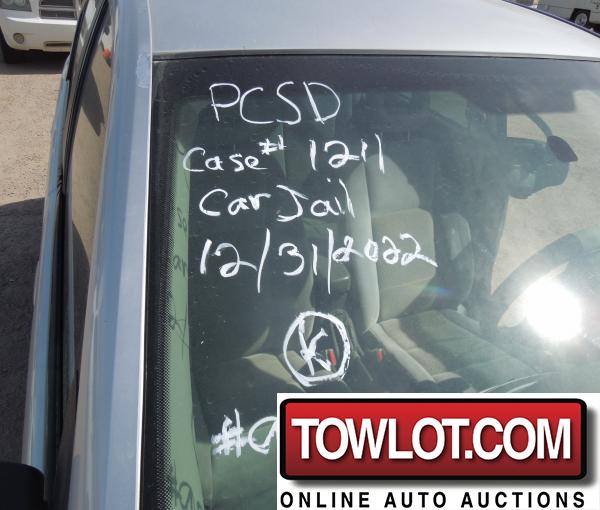 PCSD
Case # 1211
Car Jail
12/31/2022
K
TOWLOT.COM
ONLINE AUTO AUCTIONS